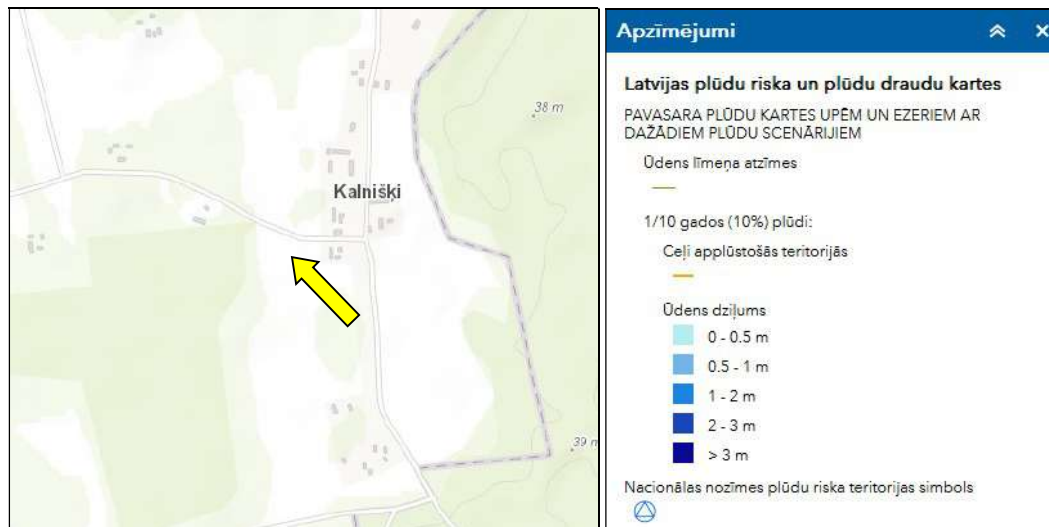 38 m
Kalnišķi
39 m
Apzīmējumi
Latvijas plūdu riska un plūdu draudu kartes
PAVASARA PLŪDU KARTES UPĒM UN EZERIEM AR
DAŽĀDIEM PLŪDU SCENĀRIJIEM
Ūdens līmeņa atzīmes
1/10 gados (10%) plūdi:
Ceļi applūstošās teritorijās
Ūdens dziļums
0 - 0.5 m
0.5 - 1 m
1 - 2 m
2 - 3 m
> 3 m
Nacionālas nozīmes plūdu riska teritorijas simbols